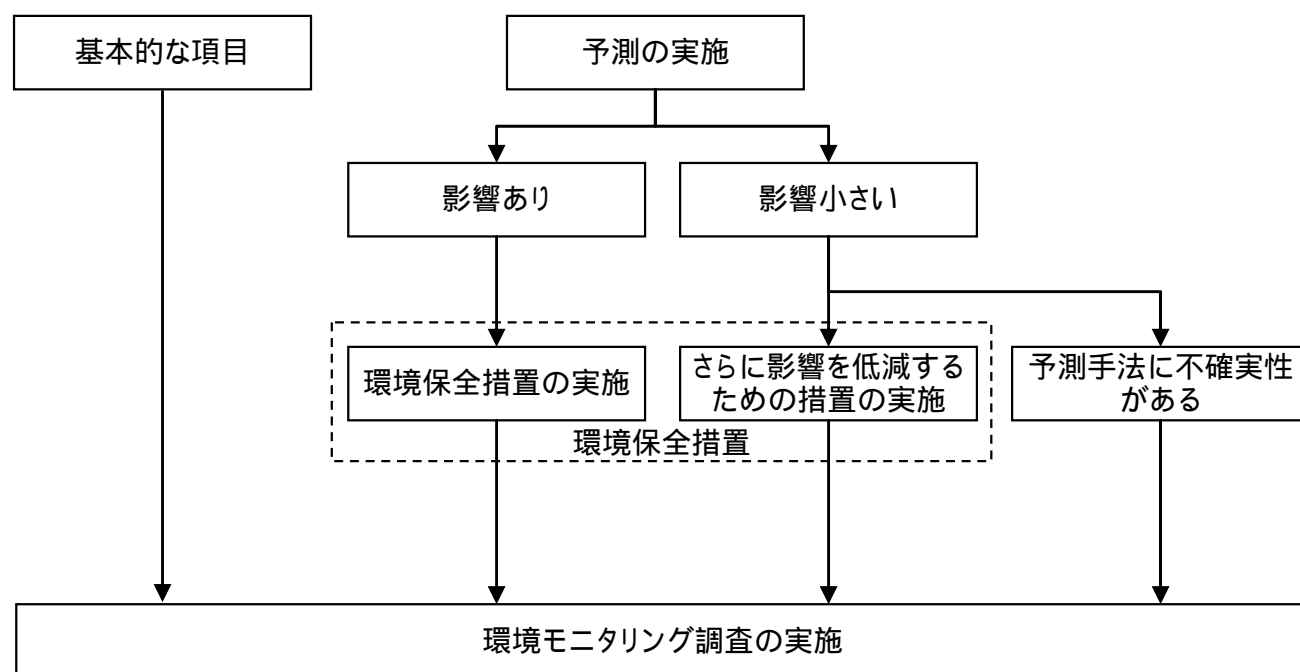 基本的な項目
予測の実施
影響あり
影響小さい
環境保全措置の実施
さらに影響を低減する
ための措置の実施
予測手法に不確実性
がある
環境保全措置
環境モニタリング調査の実施